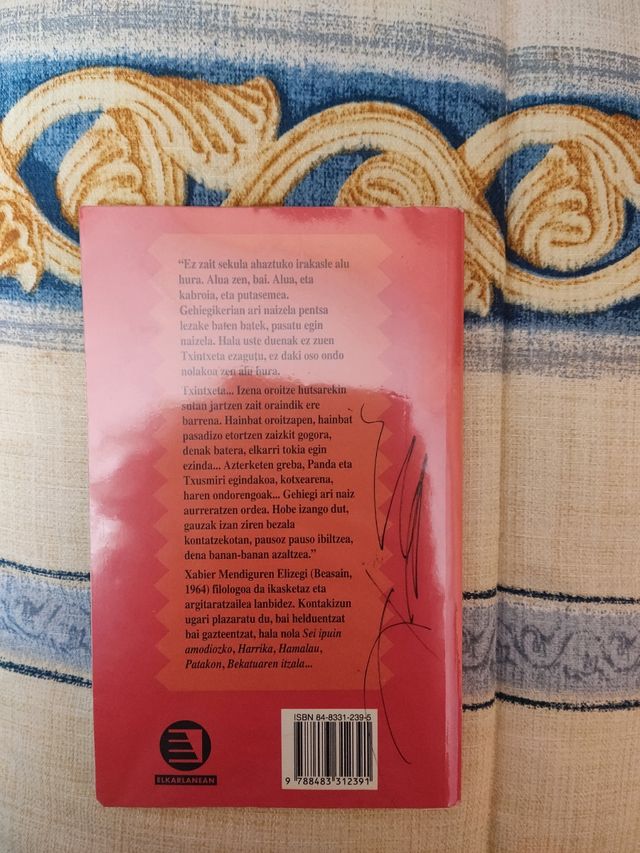 “Ez zait sekula ahaztuko irakasle alu
hura. Alua zen, bai. Alua, eta
kabroia, eta putasemea.
Gehiegikerian ari naizela pentsa
lezake baten batek, pasatu egin
naizela. Hala uste duenak ez zuen
Txintxeta ezagutu, ez daki oso ondo
nolakoa zen alu hura.
Txintxeta... Izena oroitze hutsarekin
sutan jartzen zait oraindik ere
barrena. Hainbat oroitzapen, hainbat
pasadizo etortzen zaizkit gogora,
denak batera, elkarri tokia egin
ezinda... Azterketen greba, Panda eta
Txusmiri egindakoa, kotxearena,
haren ondorengoak... Gehiegi ari naiz
aurreratzen ordea. Hobe izango dut,
gauzak izan ziren bezala
kontatzekotan, pausoz pauso ibiltzea,
dena banan-banan azaltzea.”
Xabier Mendiguren Elizegi (Beasain,
1964) filologoa da ikasketaz eta
argitaratzailea lanbidez. Kontakizun
ugari plazaratu du, bai helduentzat
bai gazteentzat, hala nola Sei ipuin
amodiozko, Harrika, Hamalau,
Patakon, Bekatuaren itzala...
ISBN 84-8331-239-5
9 788483 312391
ELKARLANEAN